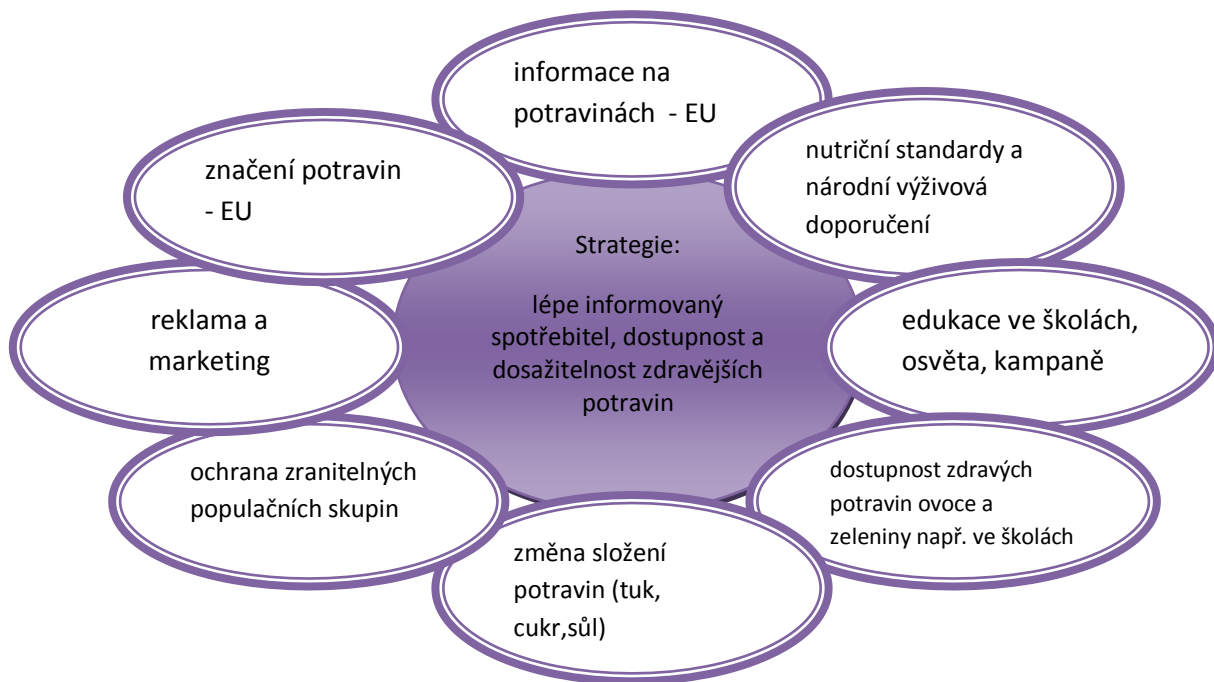 informace na
potravinách - EU
nutriční standardy a
národní výživová
doporučení
edukace ve školách,
osvěta, kampaně
dostupnost zdravých
potravin ovoce a
zeleniny např. ve školách
změna složení
potravin (tuk,
cukr,sůl)
ochrana zranitelných
populačních skupin
reklama a
marketing
značení potravin
- EU
Strategie:
lépe informovaný
spotřebitel, dostupnost a
dosažitelnost zdravějších
potravin